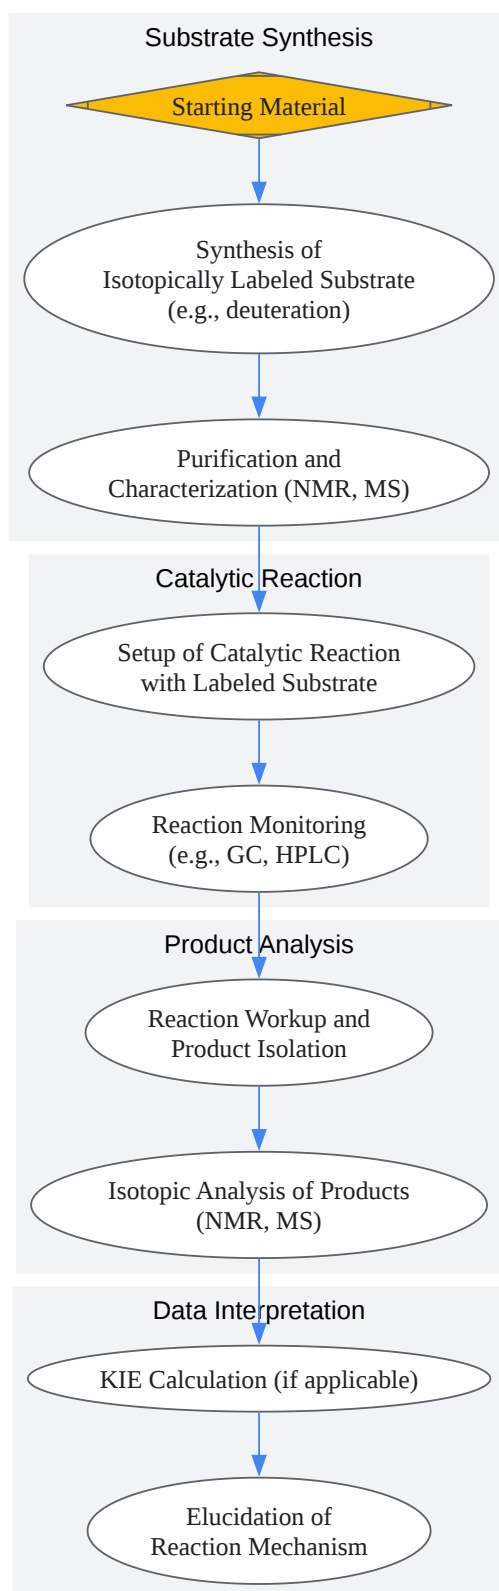 Substrate Synthesis
Starting Material
Synthesis of
Isotopically Labeled Substrate
(e.g., deuteration)
Purification and
Characterization (NMR, MS)
Catalytic Reaction
Setup of Catalytic Reaction
with Labeled Substrate
Reaction Monitoring
(e.g., GC, HPLC)
Product Analysis
Reaction Workup and
Product Isolation
Isotopic Analysis of Products
(NMR, MS)
Data Interpretation
KIE Calculation (if applicable)
Elucidation of
Reaction Mechanism